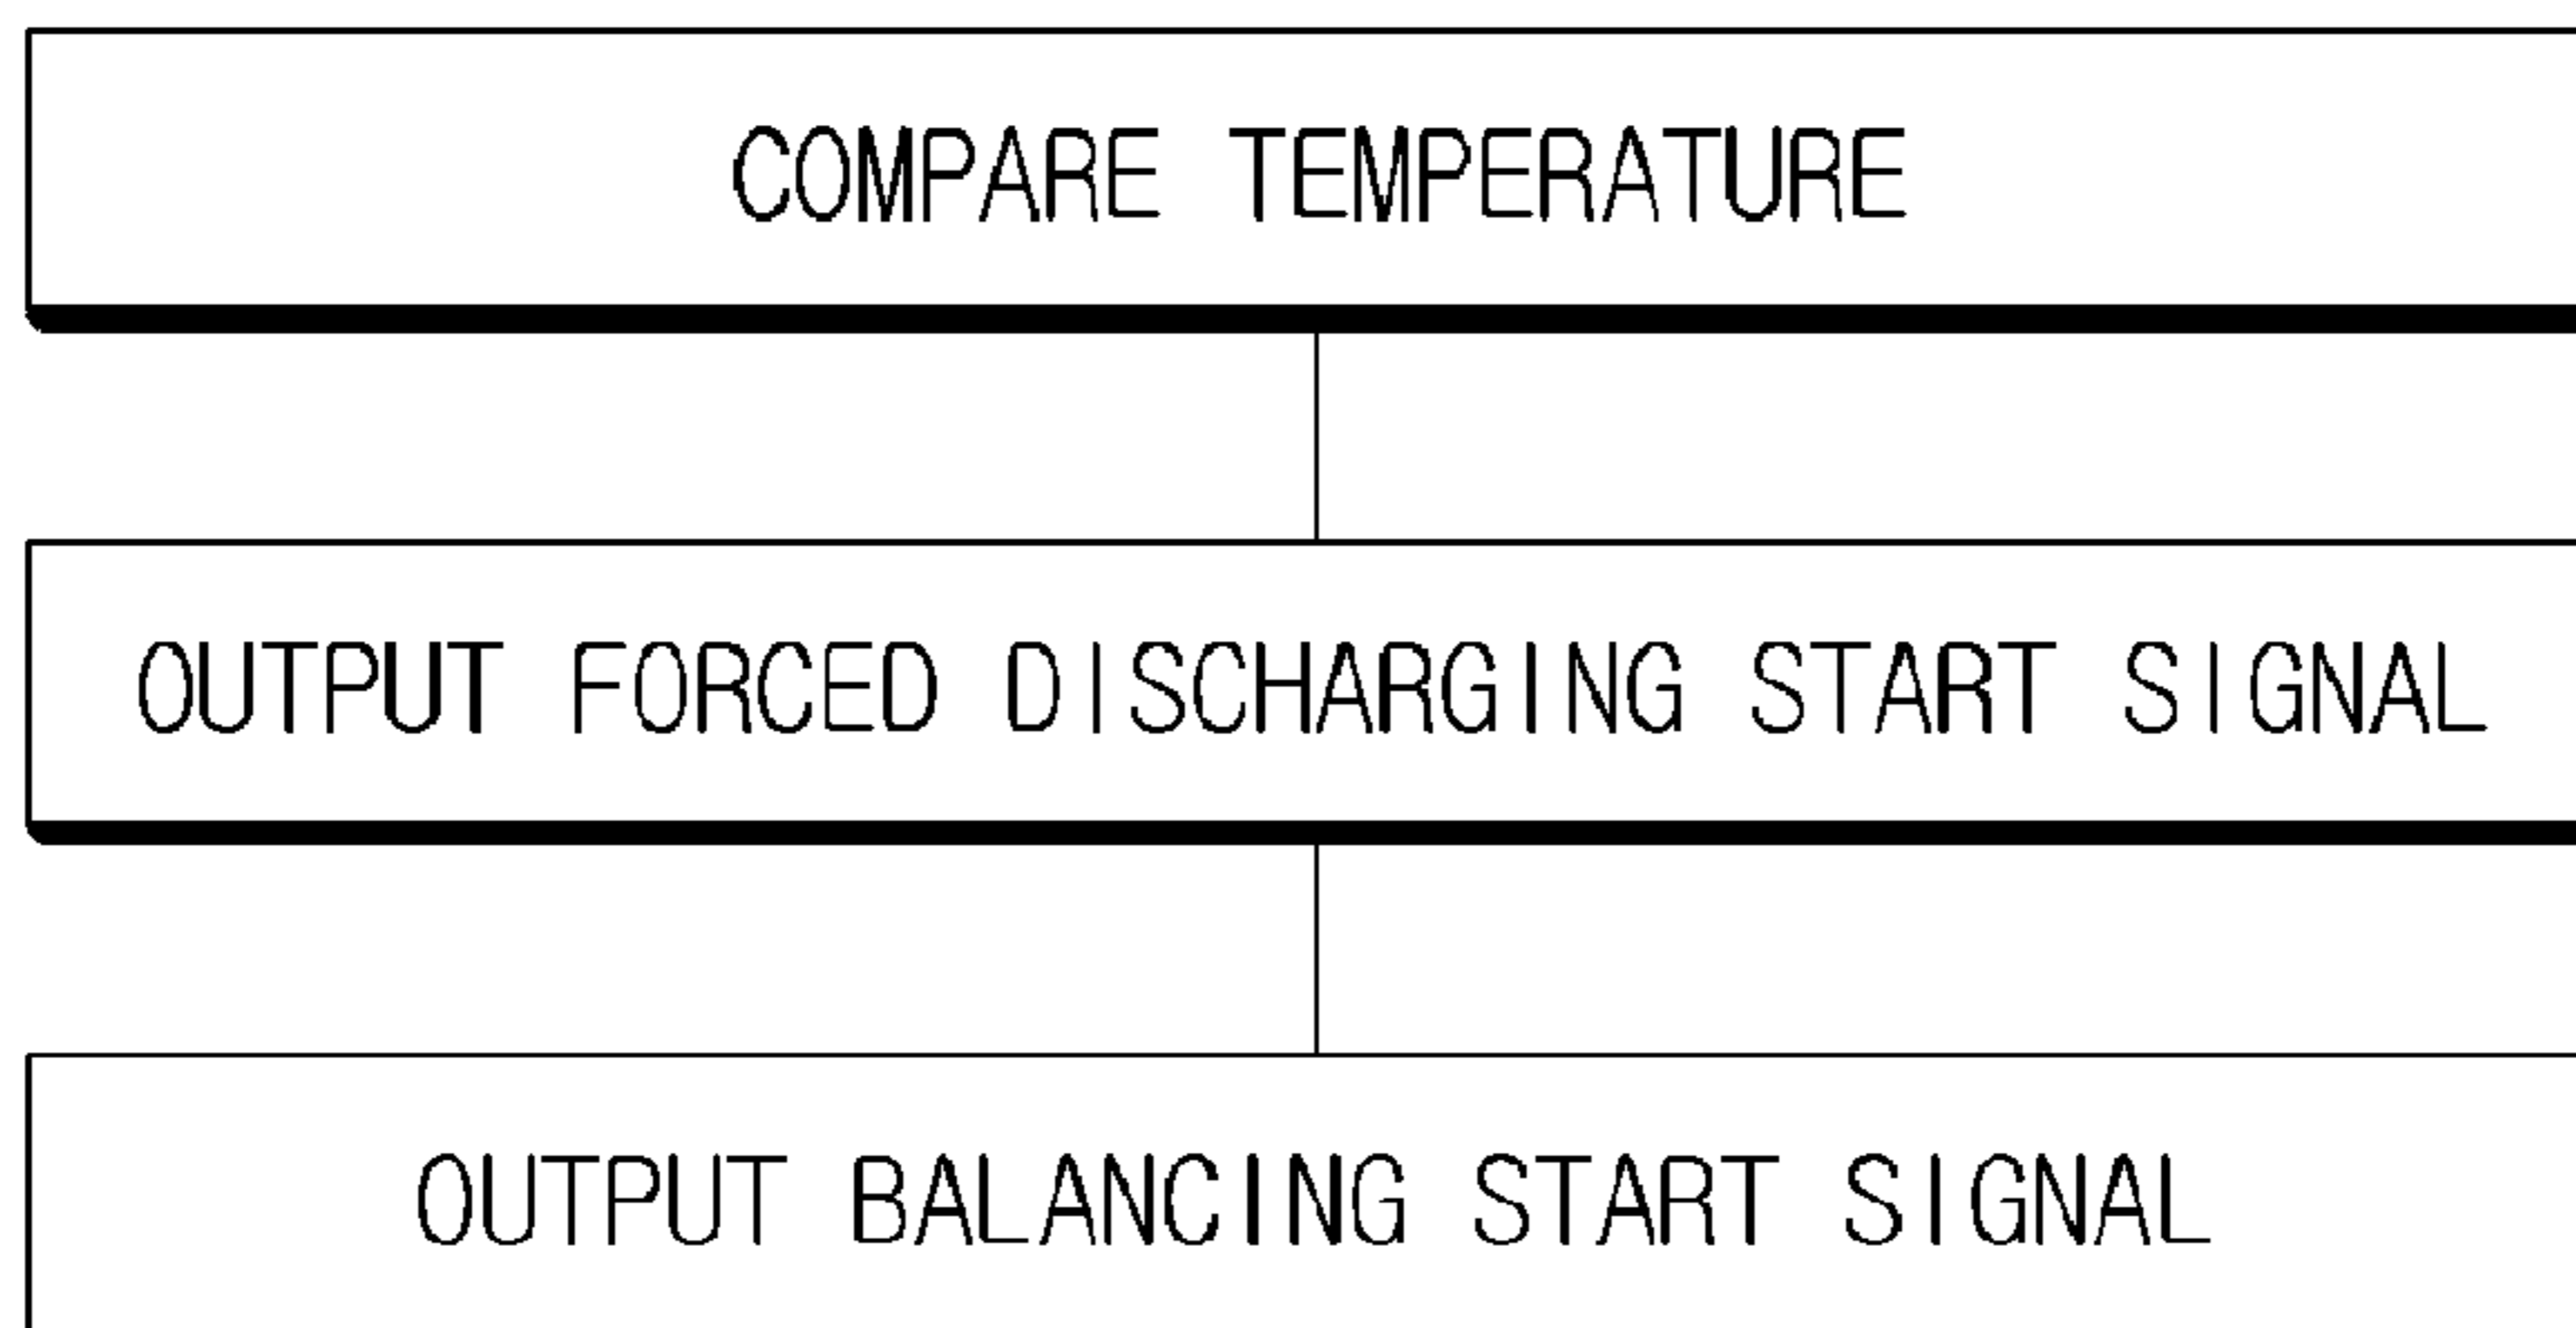 COMPARE TEMPERATURE
OUTPUT FORCED DISCHARGING START SIGNAL
OUTPUT BALANCING START SIGNAL